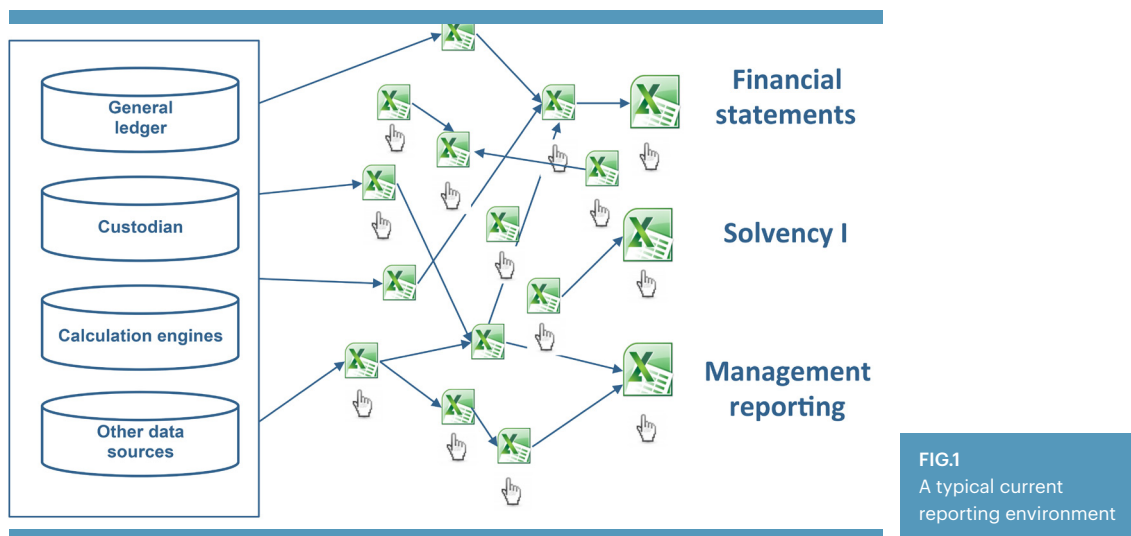 General
ledger
Custodian
Calculation engines
Other data
sources
Financial
statements
Solvency I
Management
reporting
FIG.1
A typical current
reporting environment